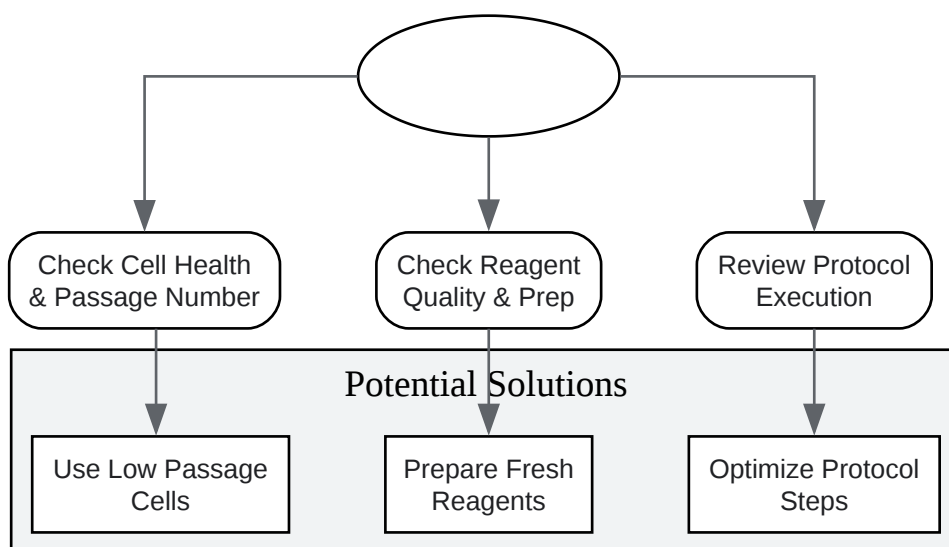 Check Cell Health
& Passage Number
Check Reagent
Quality & Prep
Review Protocol
Execution
Potential Solutions
Use Low Passage
Cells
Prepare Fresh
Reagents
Optimize Protocol
Steps